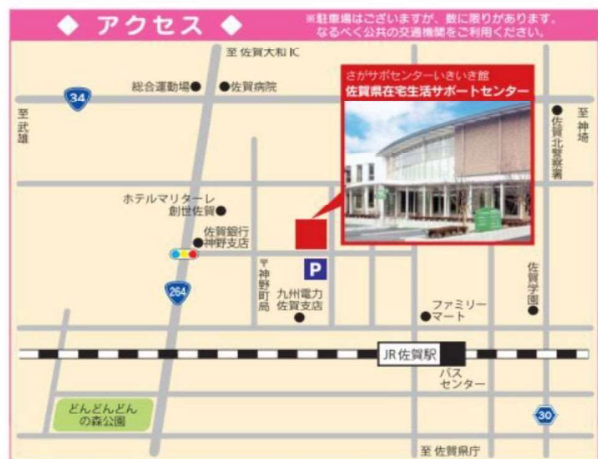 ◆ アクセス ◆
※駐車場はございますが、数に限りがあります。
なるべく公共の交通機関をご利用ください。
至 佐賀大和 IC
総合運動場
佐賀病院
34
至 武雄
さがサポセンターいきいき館
佐賀県在宅生活サポートセンター
佐賀北警察署
至 神埼
ホテルマリターレ
創世佐賀
佐賀銀行
神野支店
〒神野町局
P
264
九州電力
佐賀支店
ファミリー
マート
佐賀学園
JR 佐賀駅
バス
センター
どんどんどん
の森公園
30
至 佐賀県庁